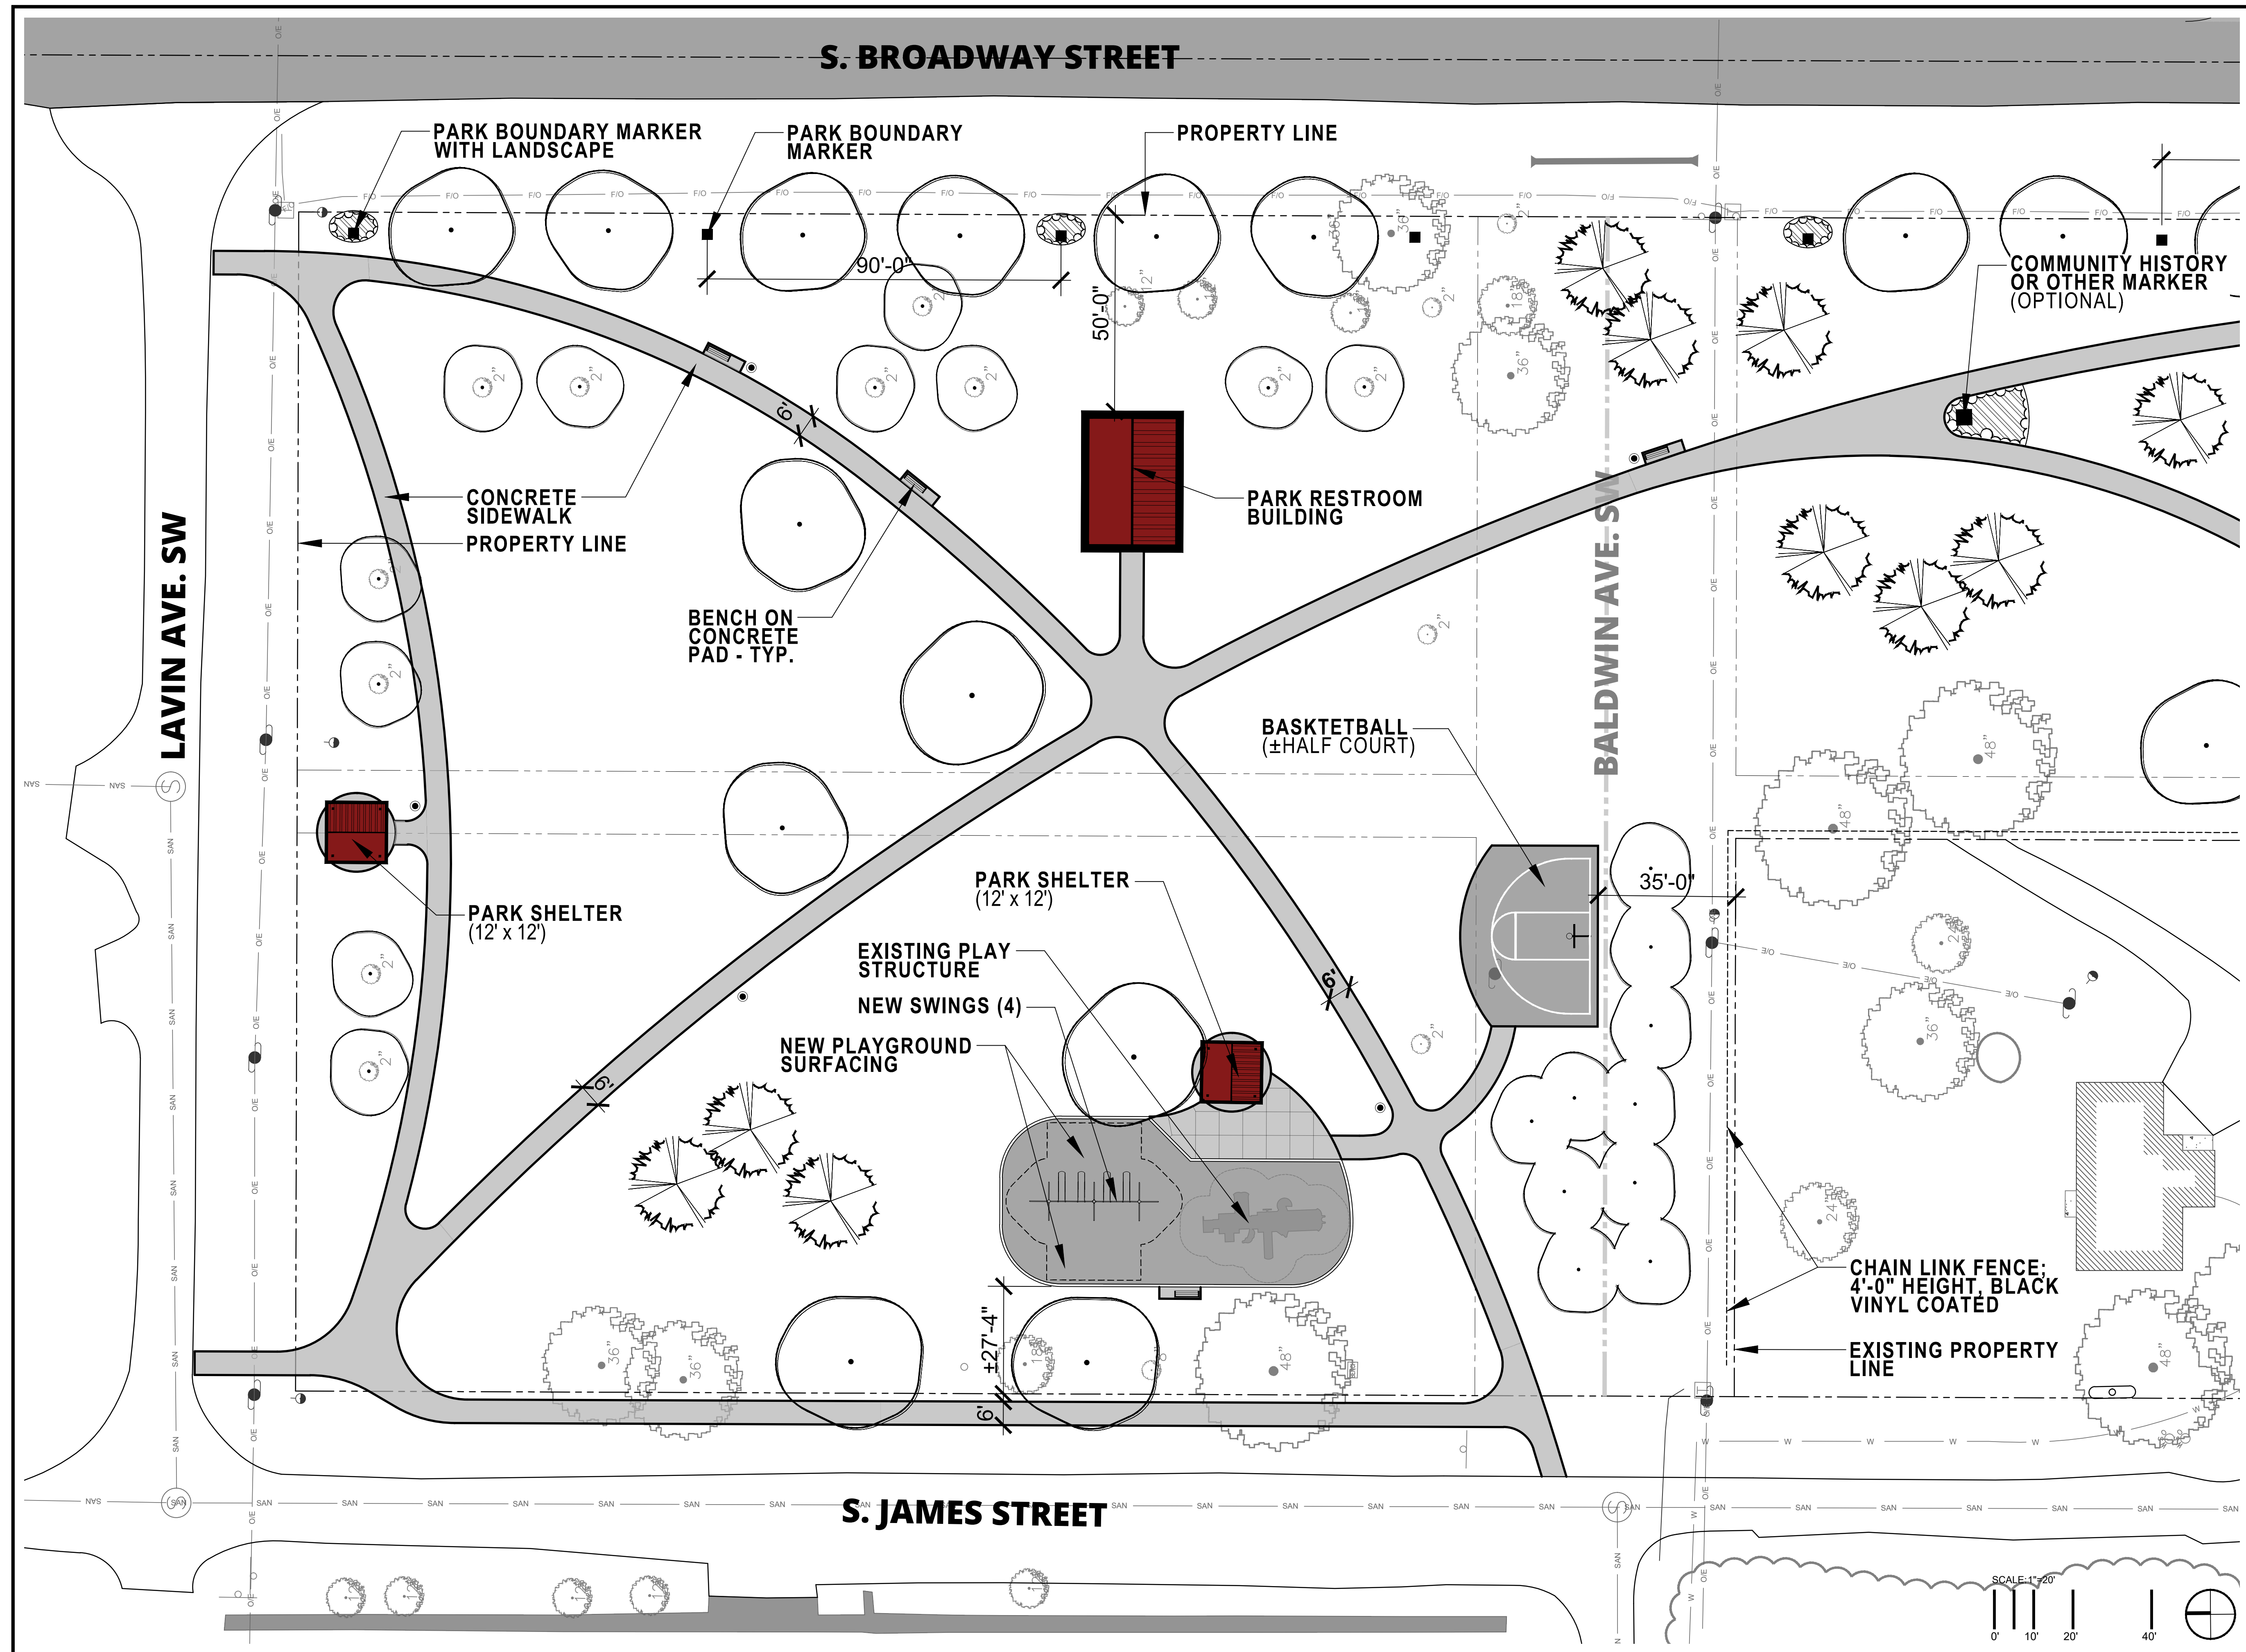 S. BROADWAY STREET
PARK BOUNDARY MARKER
WITH LANDSCAPE
PARK BOUNDARY
MARKER
PROPERTY LINE
COMMUNITY HISTORY
OR OTHER MARKER
(OPTIONAL)
90'-0"
50'-0"
6'
CONCRETE
SIDEWALK
PROPERTY LINE
PARK RESTROOM
BUILDING
LAVIN AVE. SW
BALDWIN AVE. SW
BENCH ON
CONCRETE
PAD - TYP.
BASKTETBALL
(±HALF COURT)
35'-0"
PARK SHELTER
(12' x 12')
PARK SHELTER
(12' x 12')
EXISTING PLAY
STRUCTURE
NEW SWINGS (4)
NEW PLAYGROUND
SURFACING
6'
6'
CHAIN LINK FENCE;
4'-0" HEIGHT, BLACK
VINYL COATED
EXISTING PROPERTY
LINE
±27'-4"
6'
S. JAMES STREET
SCALE: 1"=20'
0' 10' 20' 40'